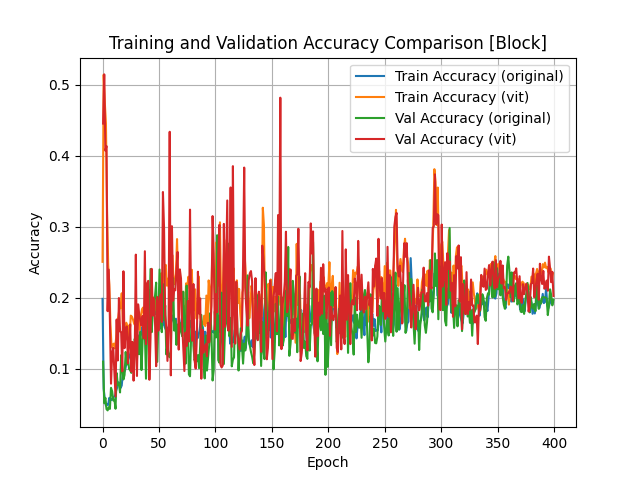 Training and Validation Accuracy Comparison [Block]
Train Accuracy (original)
Train Accuracy (vit)
Val Accuracy (original)
Val Accuracy (vit)
Accuracy
0.5
0.4
0.3
0.2
0.1
0 50 100 150 200 250 300 350 400
Epoch